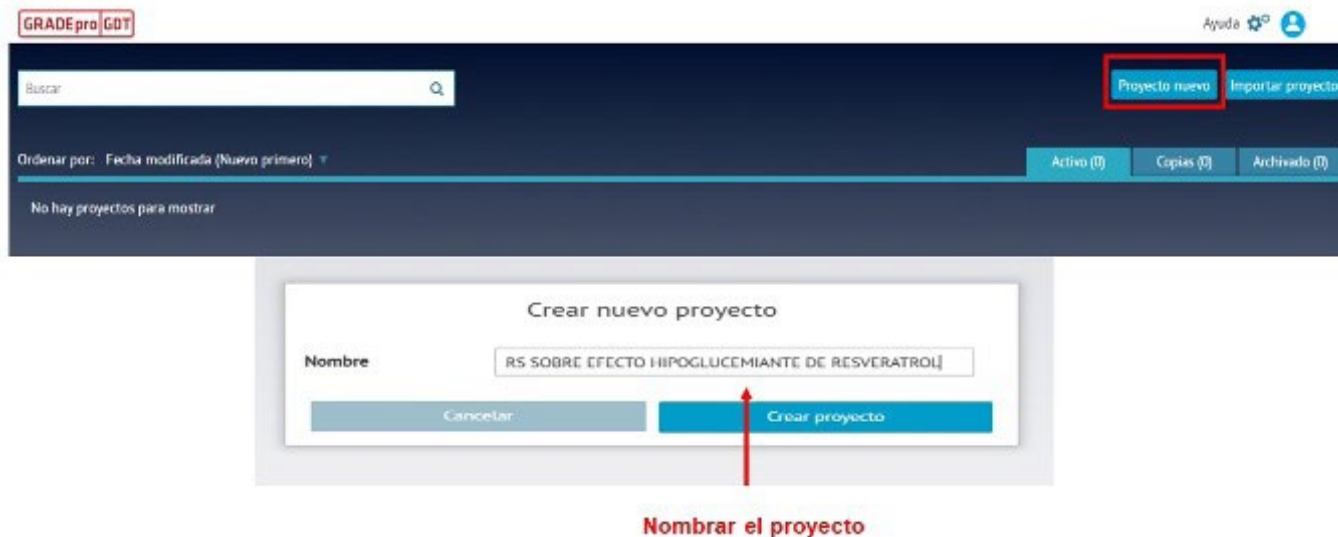 GRADEpro GDT
Ayuda
Buscar
Proyecto nuevo
Importar proyecto
Ordenar por: Fecha modificada (Nuevo primero)
Activo (0)
Copias (0)
Archivado (0)
No hay proyectos para mostrar
Crear nuevo proyecto
Nombre
RS SOBRE EFECTO HIPOGLUCEMIANTE DE RESVERATROL
Cancelar
Crear proyecto
Nombrar el proyecto